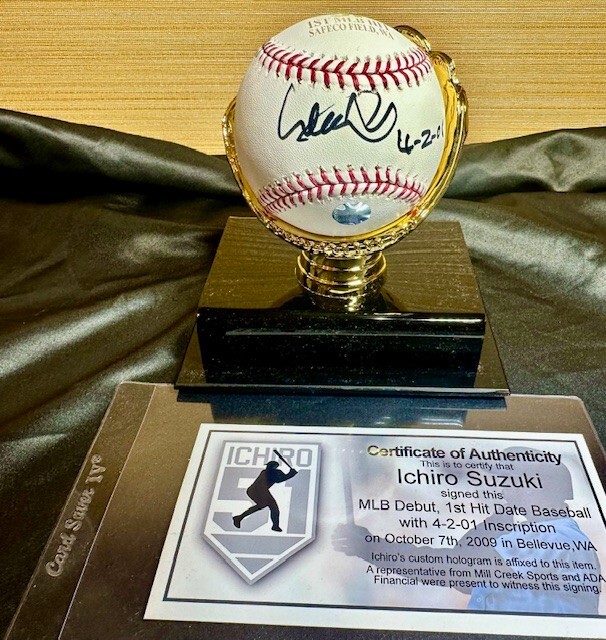 1ST MLB HIT
SAFECO FIELD, WA
4-2-01
Card Saver IV®
ICHIRO
51
Certificate of Authenticity
This is to certify that
Ichiro Suzuki
signed this
MLB Debut, 1st Hit Date Baseball
with 4-2-01 Inscription
on October 7th, 2009 in Bellevue,WA
Ichiro's custom hologram is affixed to this item.
A representative from Mill Creek Sports and ADA
Financial were present to witness this signing.